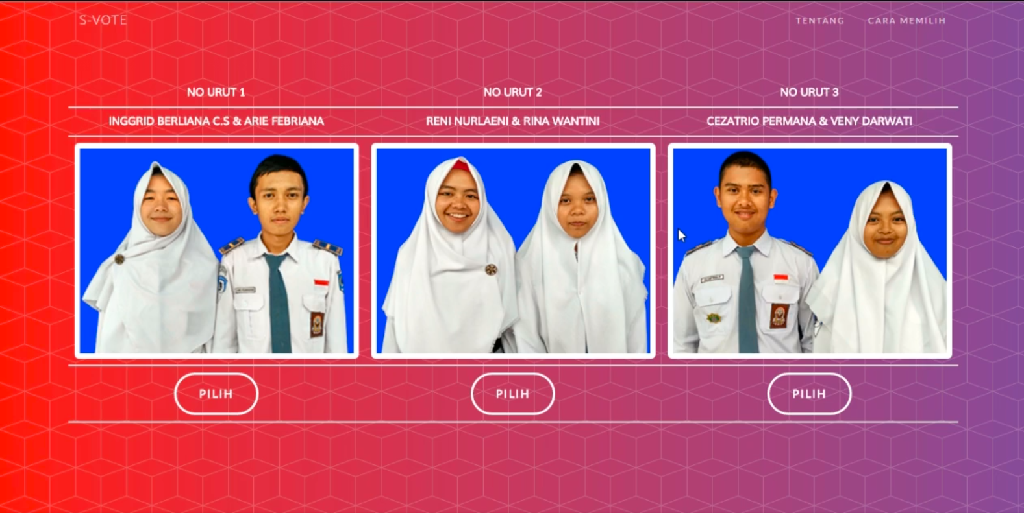 S-VOTE
TENTANG CARA MEMILIH
NO URUT 1
NO URUT 2
NO URUT 3
INGGRID BERLIANA C.S & ARIE FEBRIANA
RENI NURLAENI & RINA WANTINI
CEZATRIO PERMANA & VENY DARWATI
PILIH
PILIH
PILIH